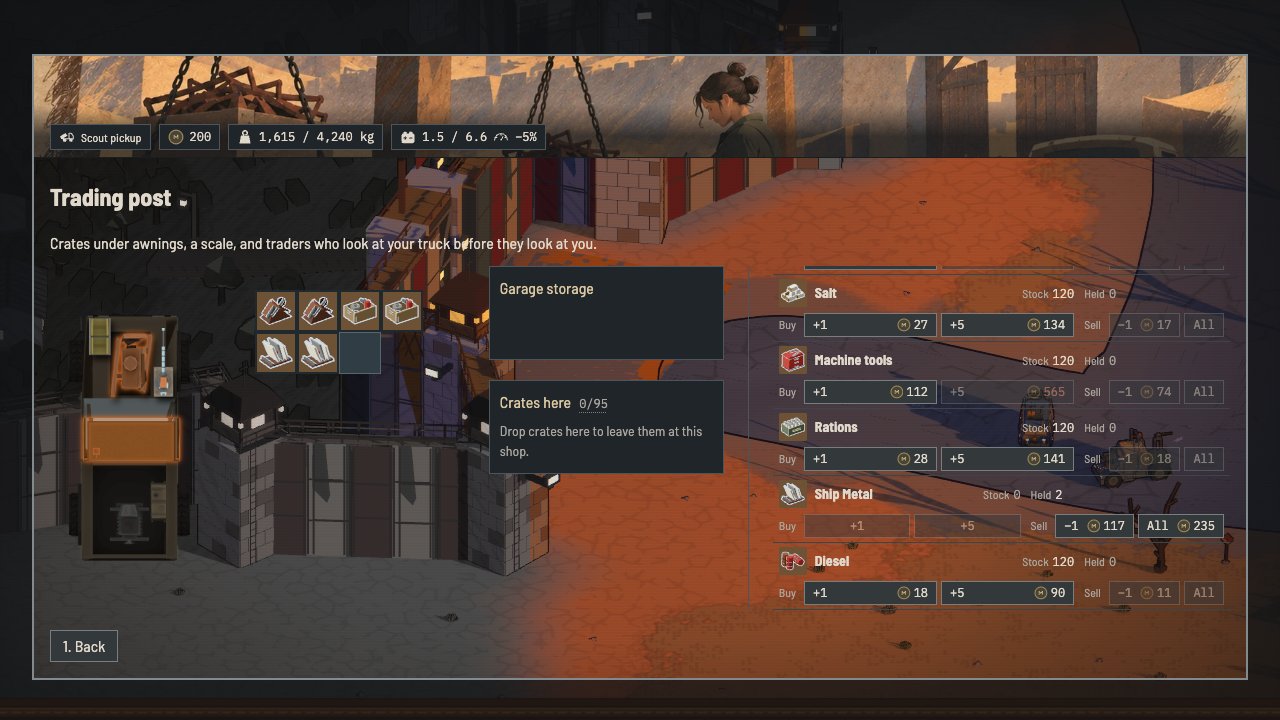 Scout pickup
200
1,615 / 4,240 kg
1.5 / 6.6 -5%
Trading post
Crates under awnings, a scale, and traders who look at your truck before they look at you.
Garage storage
Crates here 0/95
Drop crates here to leave them at this
shop.
Salt Stock 120 Held 0
Buy +1 27 +5 134 Sell -1 17 All
Machine tools Stock 120 Held 0
Buy +1 112 +5 565 Sell -1 74 All
Rations Stock 120 Held 0
Buy +1 28 +5 141 Sell -1 18 All
Ship Metal Stock 0 Held 2
Buy +1 +5 Sell -1 117 All 235
Diesel Stock 120 Held 0
Buy +1 18 +5 90 Sell -1 11 All
1. Back